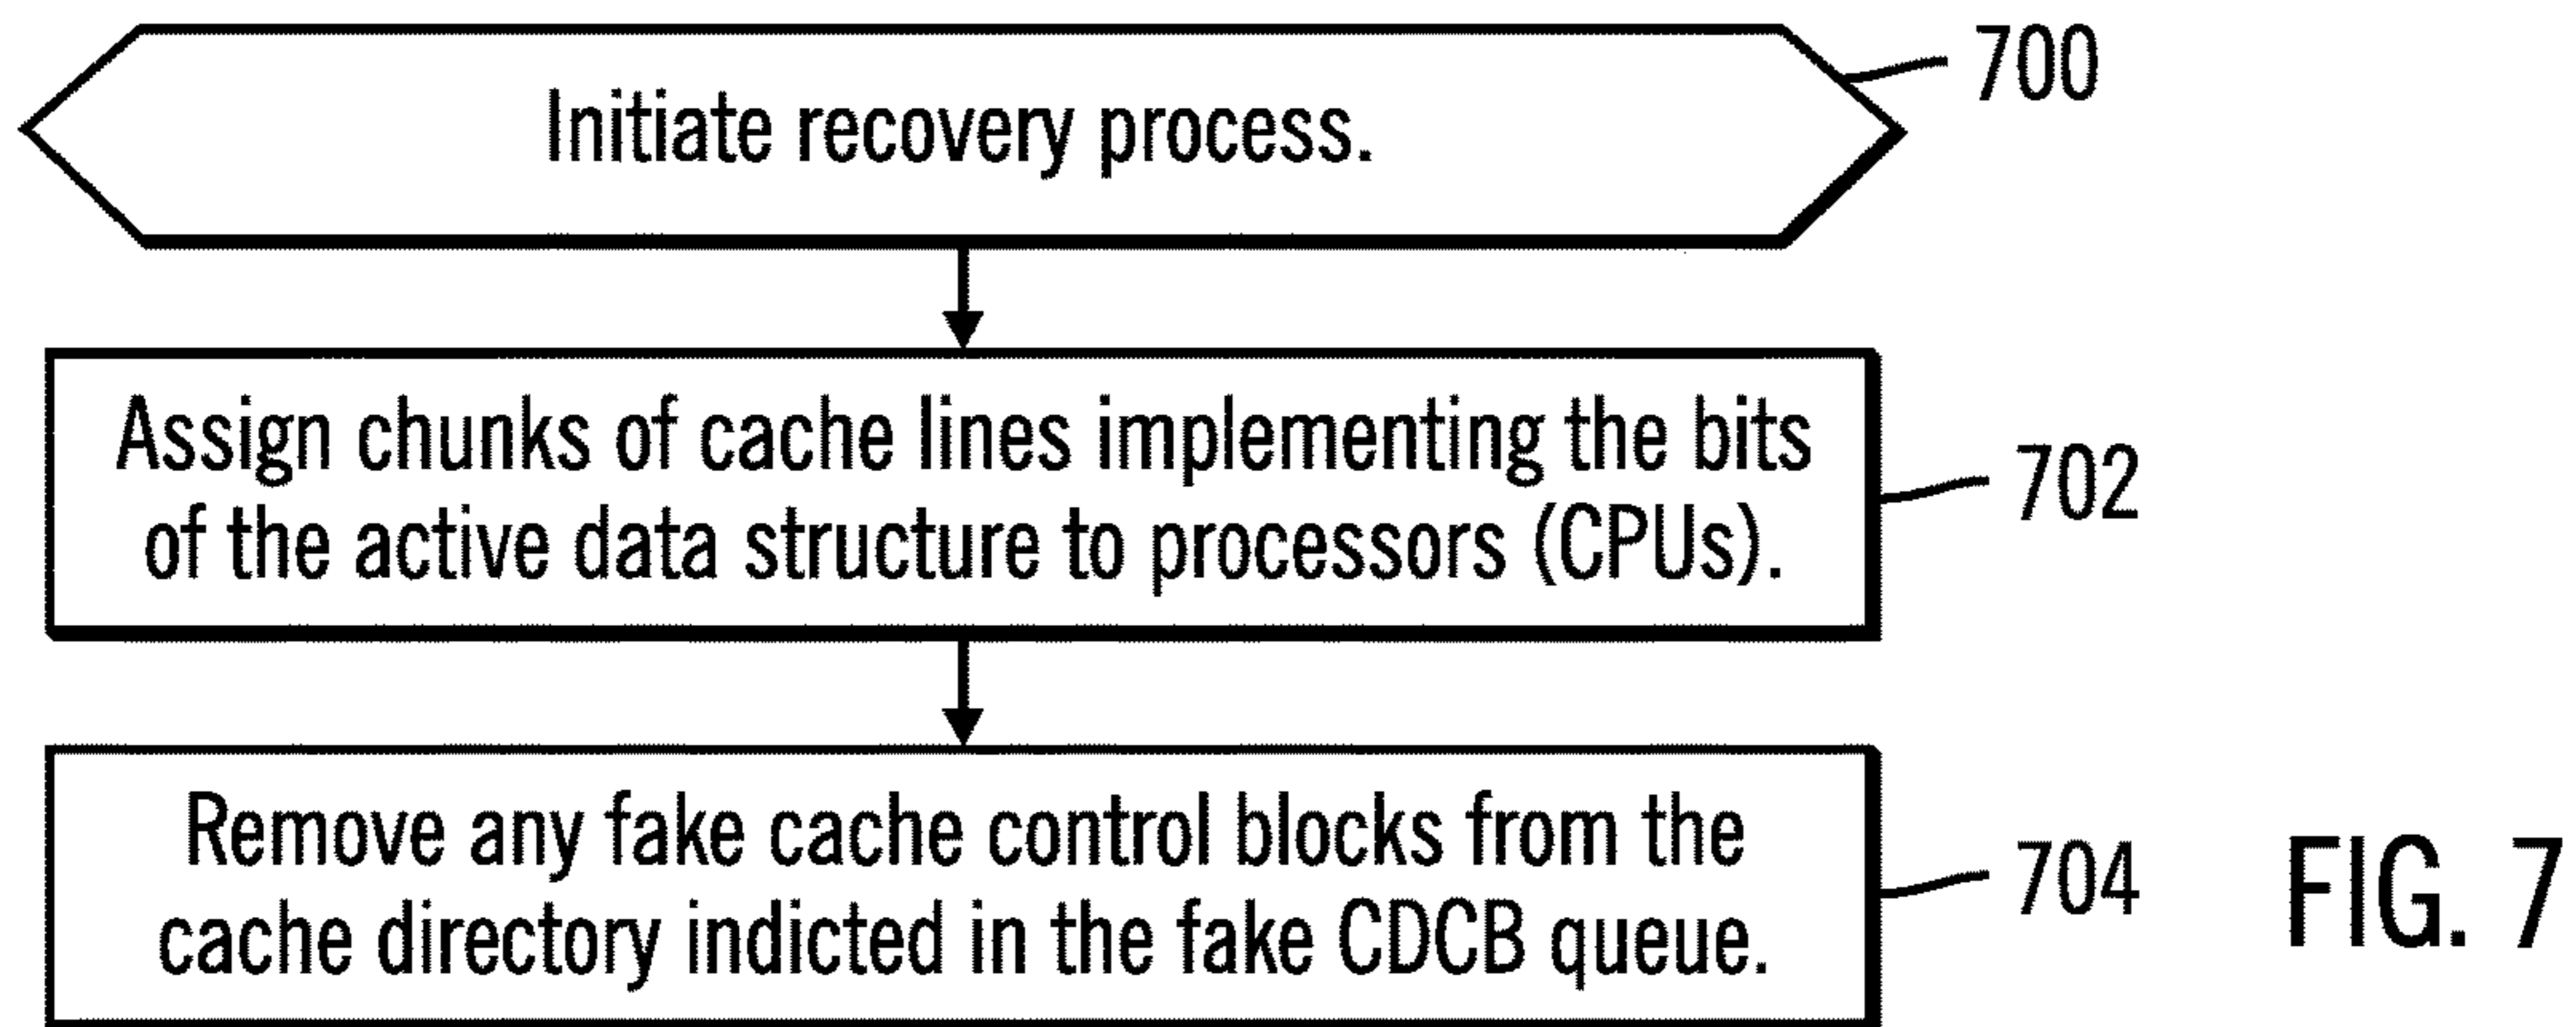 Initiate recovery process.
700
Assign chunks of cache lines implementing the bits
of the active data structure to processors (CPUs).
702
Remove any fake cache control blocks from the
cache directory indicted in the fake CDCB queue.
704
FIG. 7